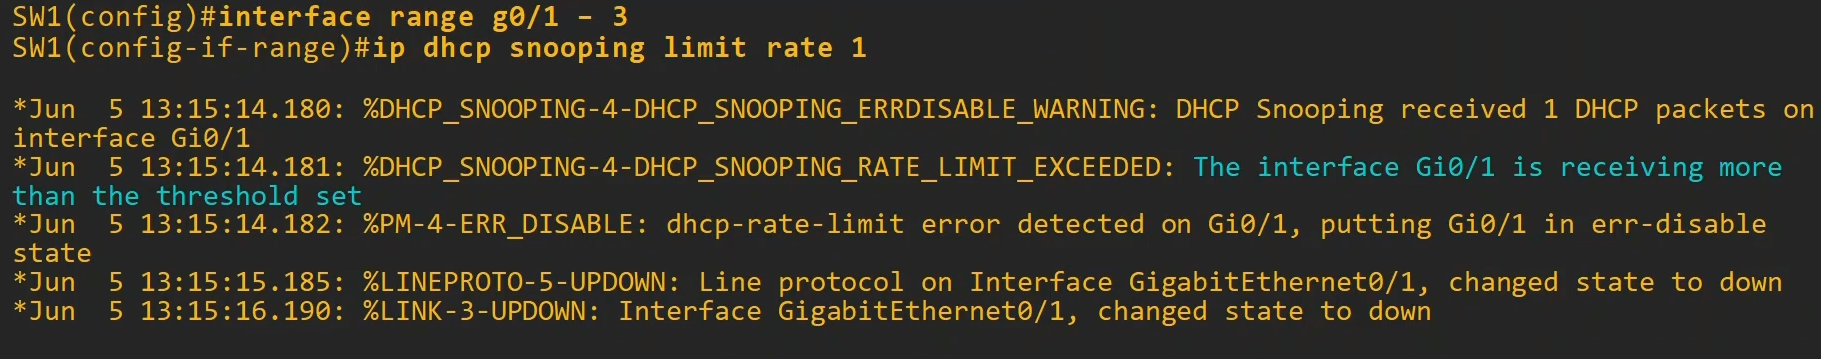 SW1(config)#interface range g0/1 – 3
SW1(config-if-range)#ip dhcp snooping limit rate 1
*Jun  5 13:15:14.180: %DHCP_SNOOPING-4-DHCP_SNOOPING_ERRDISABLE_WARNING: DHCP Snooping received 1 DHCP packets on
interface Gi0/1
*Jun  5 13:15:14.181: %DHCP_SNOOPING-4-DHCP_SNOOPING_RATE_LIMIT_EXCEEDED: The interface Gi0/1 is receiving more
than the threshold set
*Jun  5 13:15:14.182: %PM-4-ERR_DISABLE: dhcp-rate-limit error detected on Gi0/1, putting Gi0/1 in err-disable
state
*Jun  5 13:15:15.185: %LINEPROTO-5-UPDOWN: Line protocol on Interface GigabitEthernet0/1, changed state to down
*Jun  5 13:15:16.190: %LINK-3-UPDOWN: Interface GigabitEthernet0/1, changed state to down